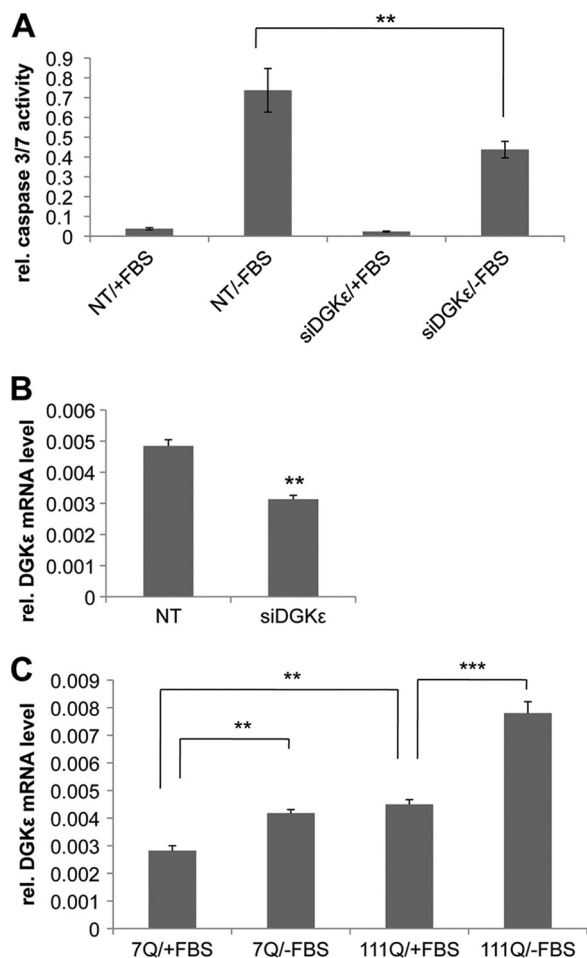 A
**
rel. caspase 3/7 activity
0.9
0.8
0.7
0.6
0.5
0.4
0.3
0.2
0.1
0
NT/+FBS
NT/-FBS
siDGKε/+FBS
siDGKε/-FBS
B
rel. DGKε mRNA level
0.006
0.005
0.004
0.003
0.002
0.001
0
**
NT
siDGKε
C
rel. DGKε mRNA level
0.009
0.008
0.007
0.006
0.005
0.004
0.003
0.002
0.001
0
**
**
***
7Q/+FBS
7Q/-FBS
111Q/+FBS
111Q/-FBS